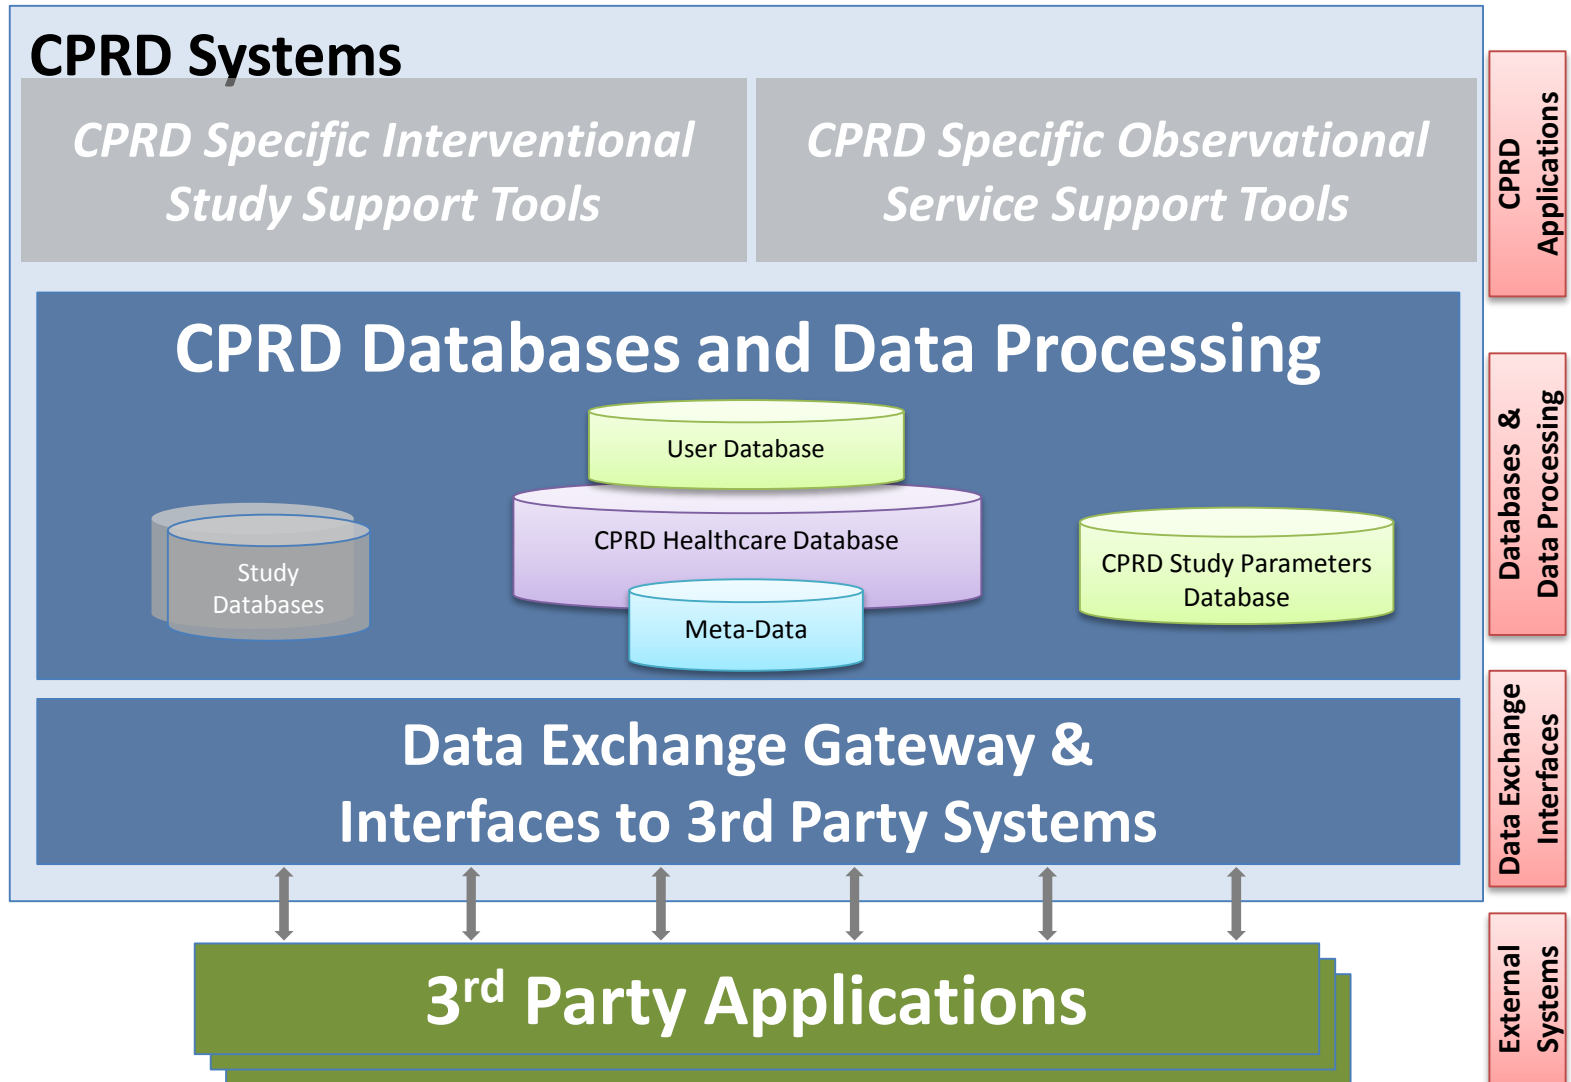 CPRD Systems
CPRD Specific Interventional
Study Support Tools
CPRD Specific Observational
Service Support Tools
CPRD
Applications
CPRD Databases and Data Processing
User Database
CPRD Healthcare Database
Meta-Data
Study
Databases
CPRD Study Parameters
Database
Databases &
Data Processing
Data Exchange Gateway &
Interfaces to 3rd Party Systems
Data Exchange
Interfaces
3rd Party Applications
External
Systems